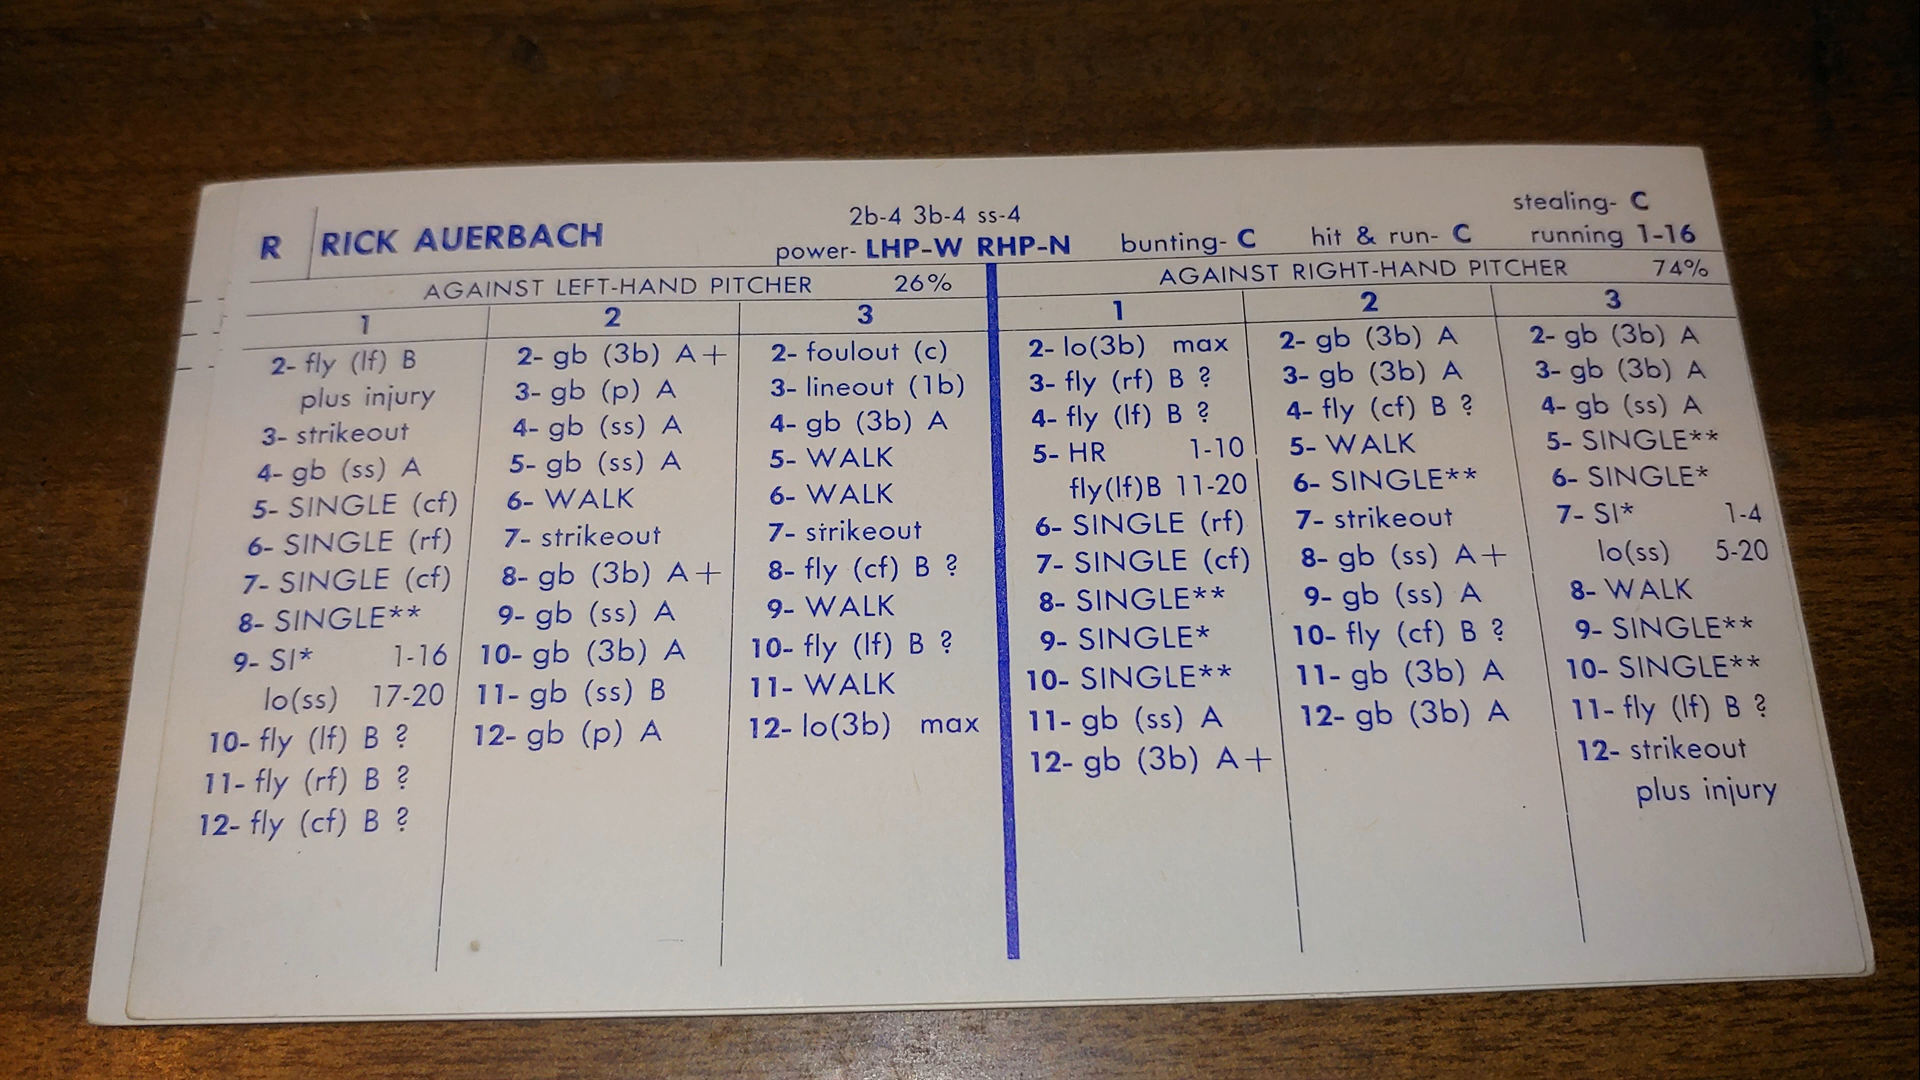 2b-4 3b-4 ss-4 stealing- C
R RICK AUERBACH power- LHP-W RHP-N bunting- C hit & run- C running 1-16
AGAINST LEFT-HAND PITCHER 26%
1 2 3
2- fly (lf) B
plus injury
3- strikeout
4- gb (ss) A
5- SINGLE (cf)
6- SINGLE (rf)
7- SINGLE (cf)
8- SINGLE**
9- SI* 1-16
lo(ss) 17-20
10- fly (lf) B ?
11- fly (rf) B ?
12- fly (cf) B ?
2- gb (3b) A+
3- gb (p) A
4- gb (ss) A
5- gb (ss) A
6- WALK
7- strikeout
8- gb (3b) A+
9- gb (ss) A
10- gb (3b) A
11- gb (ss) B
12- gb (p) A
2- foulout (c)
3- lineout (1b)
4- gb (3b) A
5- WALK
6- WALK
7- strikeout
8- fly (cf) B ?
9- WALK
10- fly (lf) B ?
11- WALK
12- lo(3b) max
AGAINST RIGHT-HAND PITCHER 74%
1 2 3
2- lo(3b) max
3- fly (rf) B ?
4- fly (lf) B ?
5- HR 1-10
fly(lf)B 11-20
6- SINGLE (rf)
7- SINGLE (cf)
8- SINGLE**
9- SINGLE*
10- SINGLE**
11- gb (ss) A
12- gb (3b) A+
2- gb (3b) A
3- gb (3b) A
4- fly (cf) B ?
5- WALK
6- SINGLE**
7- strikeout
8- gb (ss) A+
9- gb (ss) A
10- fly (cf) B ?
11- gb (3b) A
12- gb (3b) A
2- gb (3b) A
3- gb (3b) A
4- gb (ss) A
5- SINGLE**
6- SINGLE*
7- SI* 1-4
lo(ss) 5-20
8- WALK
9- SINGLE**
10- SINGLE**
11- fly (lf) B ?
12- strikeout
plus injury